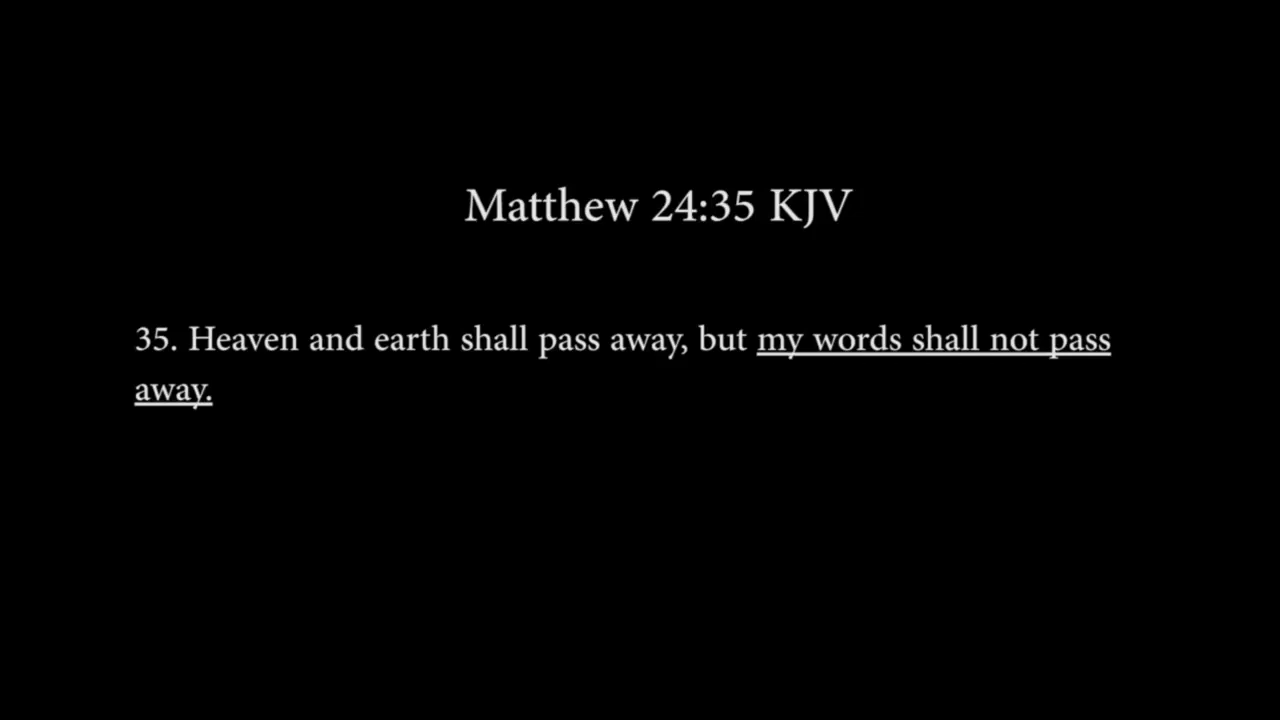 Matthew 24:35 KJV
35. Heaven and earth shall pass away, but my words shall not pass
away.